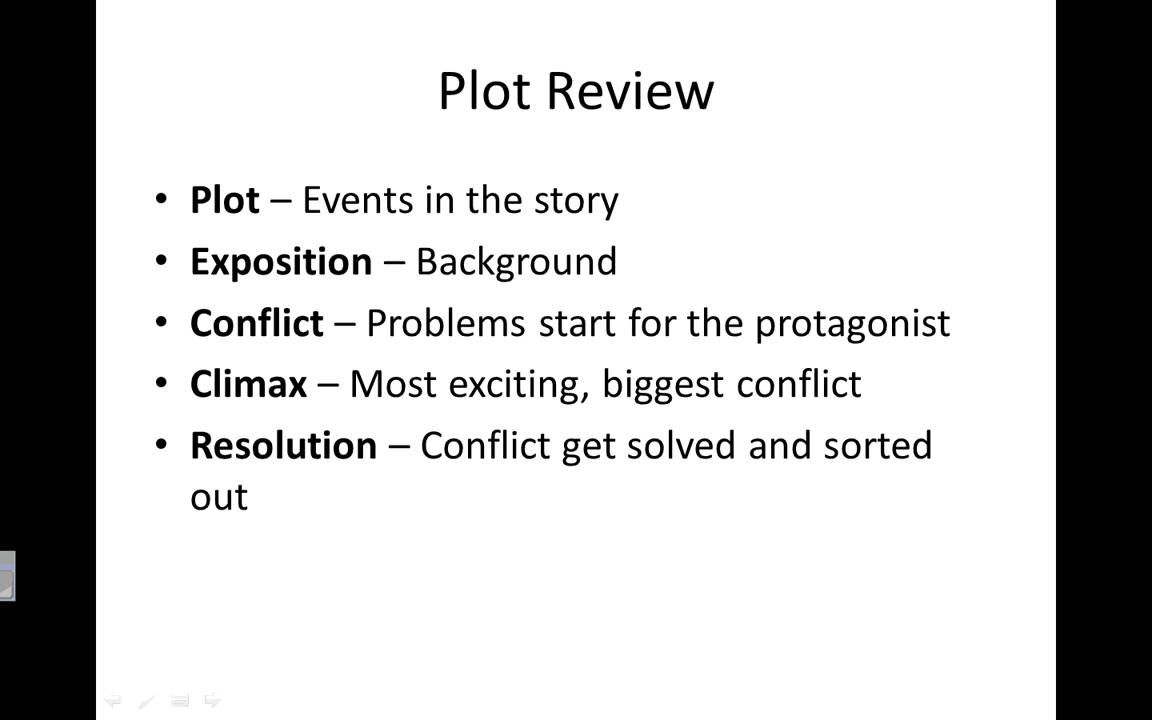 Plot Review
• Plot – Events in the story
• Exposition – Background
• Conflict – Problems start for the protagonist
• Climax – Most exciting, biggest conflict
• Resolution – Conflict get solved and sorted
out